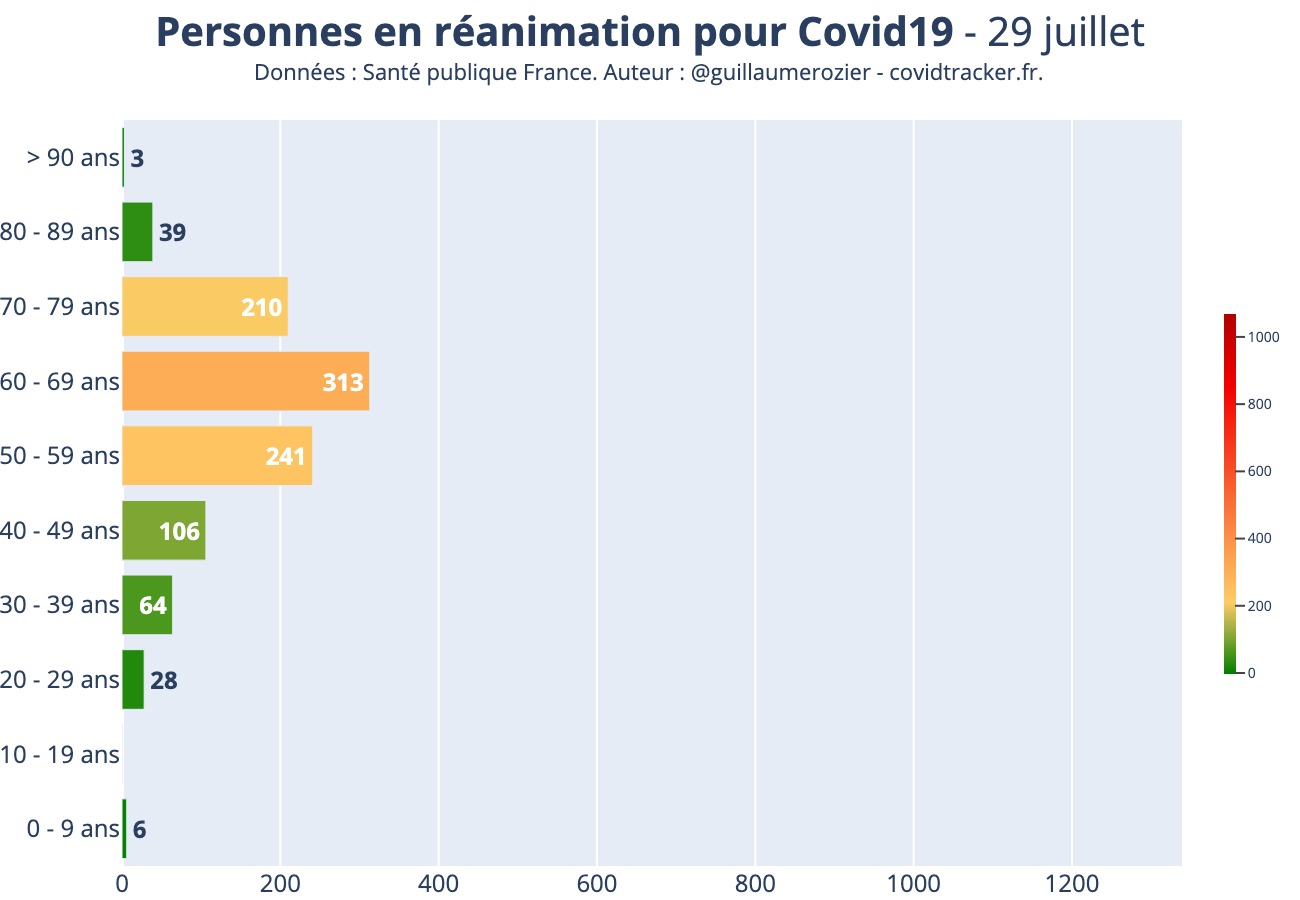 Personnes en réanimation pour Covid19 - 29 juillet
Données : Santé publique France. Auteur : @guillaumerozier - covidtracker.fr.
> 90 ans 3
80 - 89 ans 39
70 - 79 ans 210
60 - 69 ans 313
50 - 59 ans 241
40 - 49 ans 106
30 - 39 ans 64
20 - 29 ans 28
10 - 19 ans
0 - 9 ans 6
0 200 400 600 800 1000 1200
1000
800
600
400
200
0